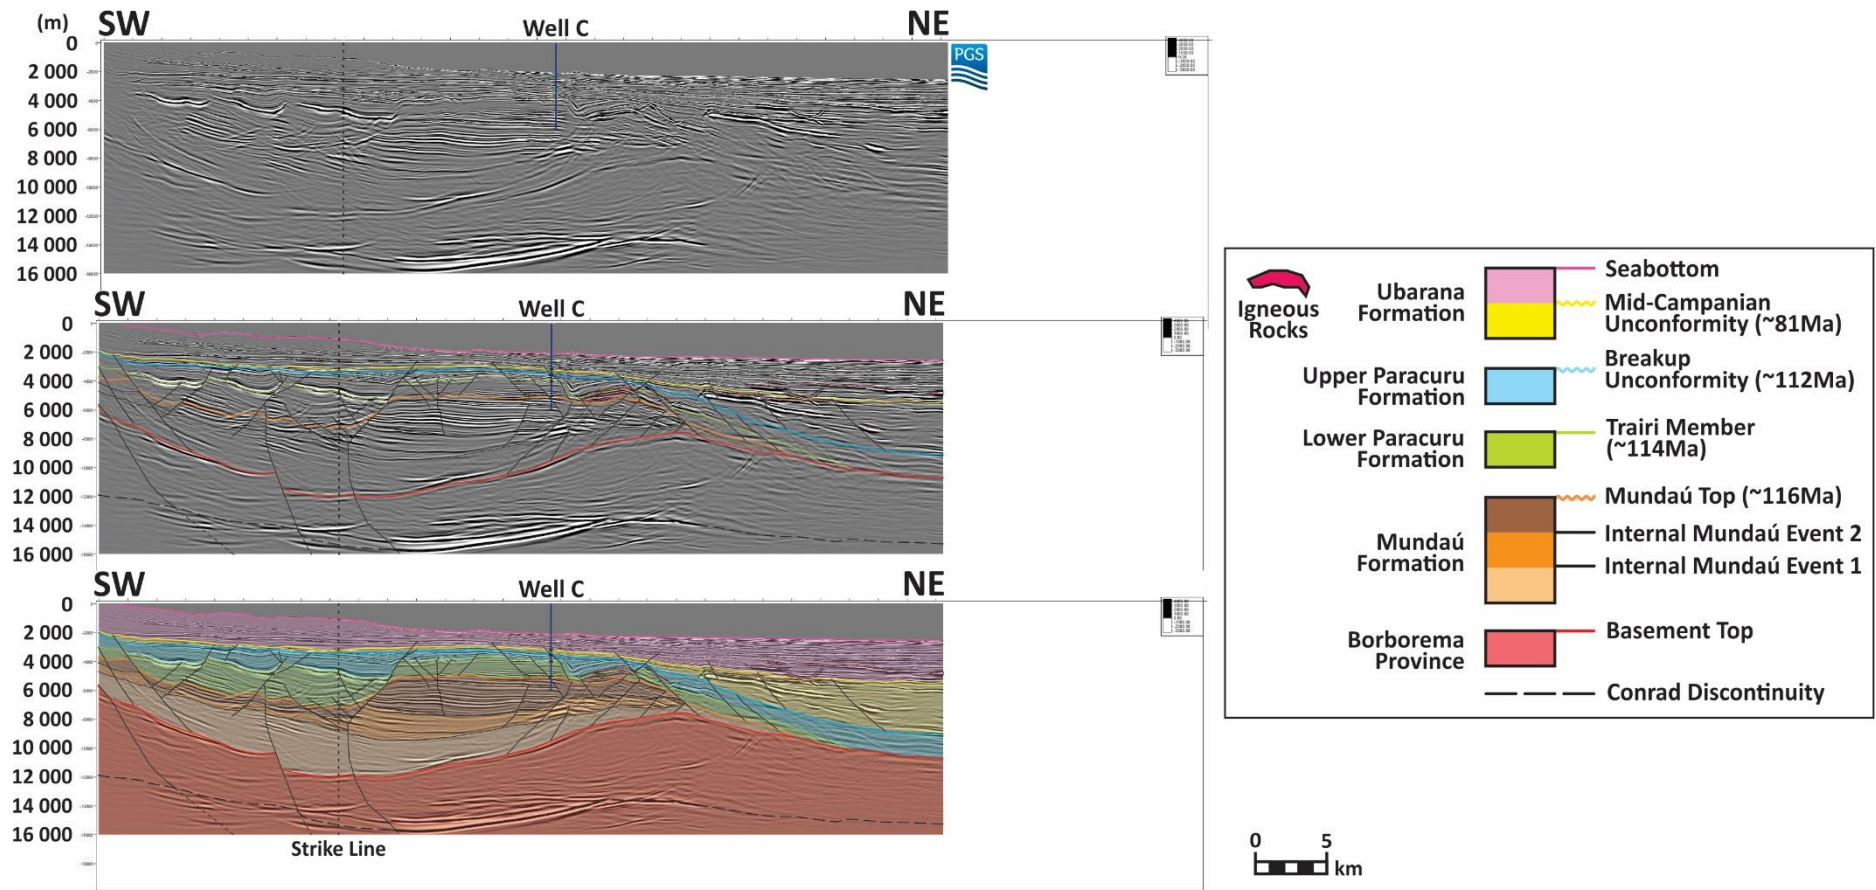 (m) SW Well C NE
0
2 000
4 000
6 000
8 000
10 000
12 000
14 000
16 000
PGS
SW Well C NE
0
2 000
4 000
6 000
8 000
10 000
12 000
14 000
16 000
SW Well C NE
0
2 000
4 000
6 000
8 000
10 000
12 000
14 000
16 000
Strike Line
Igneous
Rocks
Ubarana
Formation
Seabottom
Mid-Campanian
Unconformity (~81Ma)
Upper Paracuru
Formation
Breakup
Unconformity (~112Ma)
Lower Paracuru
Formation
Trairi Member
(~114Ma)
Mundaú
Formation
Mundaú Top (~116Ma)
Internal Mundaú Event 2
Internal Mundaú Event 1
Borborema
Province
Basement Top
Conrad Discontinuity
0 5
km